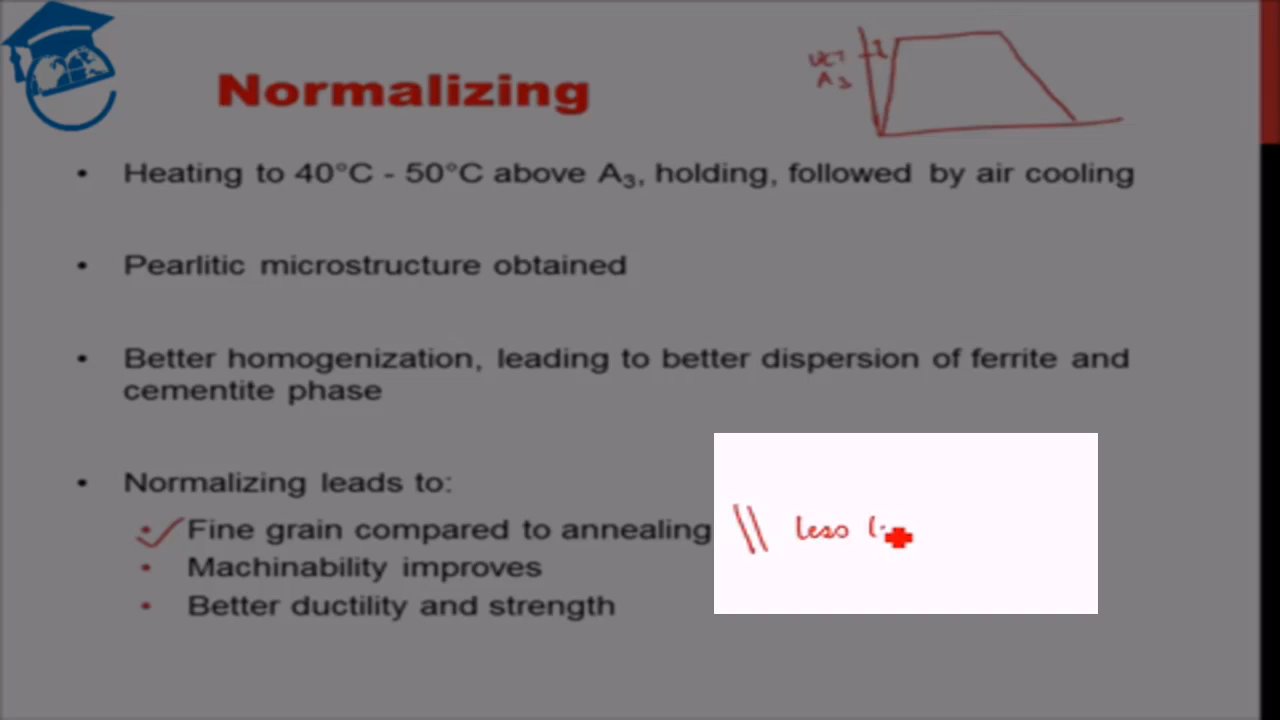 Normalizing
UCT
A3
• Heating to 40°C - 50°C above A₃, holding, followed by air cooling
• Pearlitic microstructure obtained
• Better homogenization, leading to better dispersion of ferrite and
cementite phase
• Normalizing leads to:
• Fine grain compared to annealing \\ less
• Machinability improves
• Better ductility and strength